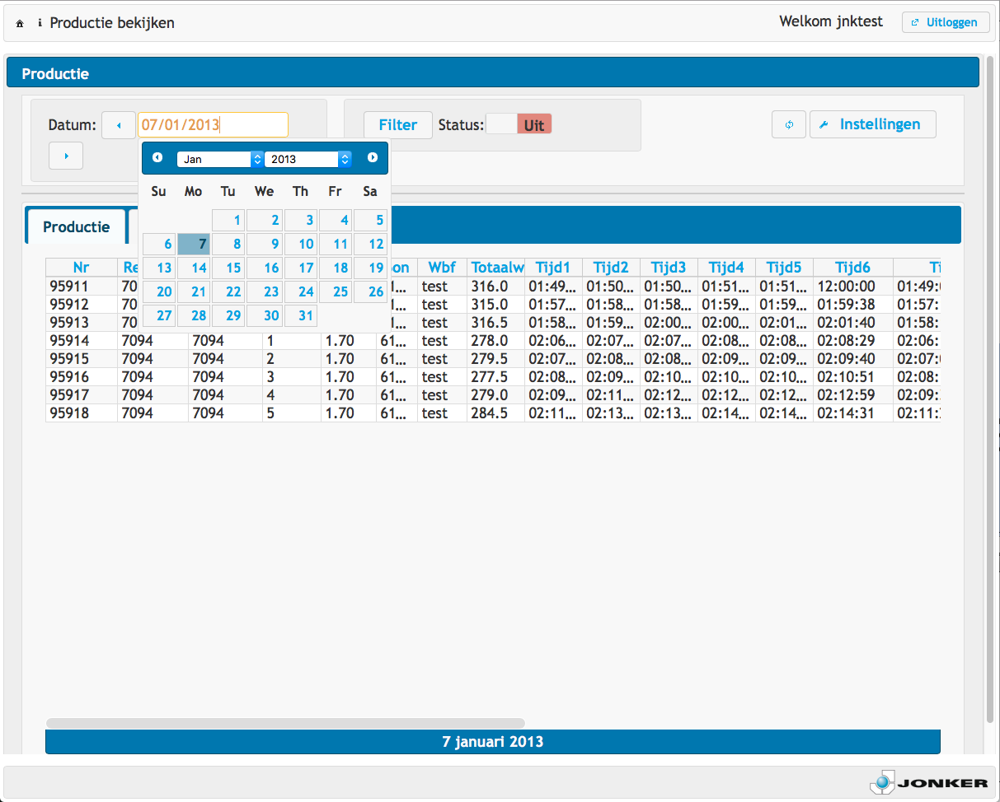 Productie bekijken Welkom jnktest Uitloggen
Productie
Datum: 07/01/2013 Filter Status: Uit Instellingen
Jan 2013
Su Mo Tu We Th Fr Sa
1 2 3 4 5
6 7 8 9 10 11 12
13 14 15 16 17 18 19
20 21 22 23 24 25 26
27 28 29 30 31
Productie
Nr Re on Wbf Totaalw Tijd1 Tijd2 Tijd3 Tijd4 Tijd5 Tijd6 Ti
95911 70 1... test 316.0 01:49... 01:50... 01:50... 01:51... 01:51... 12:00:00 01:49:
95912 70 1... test 315.0 01:57... 01:58... 01:58... 01:59... 01:59... 01:59:38 01:57:
95913 70 1... test 316.5 01:58... 01:59... 02:00... 02:00... 02:01... 02:01:40 01:58:
95914 7094 7094 1 1.70 61... test 278.0 02:06... 02:07... 02:07... 02:08... 02:08... 02:08:29 02:06:
95915 7094 7094 2 1.70 61... test 279.5 02:07... 02:08... 02:08... 02:09... 02:09... 02:09:40 02:07:
95916 7094 7094 3 1.70 61... test 277.5 02:08... 02:09... 02:10... 02:10... 02:10... 02:10:51 02:08:
95917 7094 7094 4 1.70 61... test 279.0 02:09... 02:11... 02:12... 02:12... 02:12... 02:12:59 02:09:
95918 7094 7094 5 1.70 61... test 284.5 02:11... 02:13... 02:13... 02:14... 02:14... 02:14:31 02:11:
7 januari 2013
JONKER